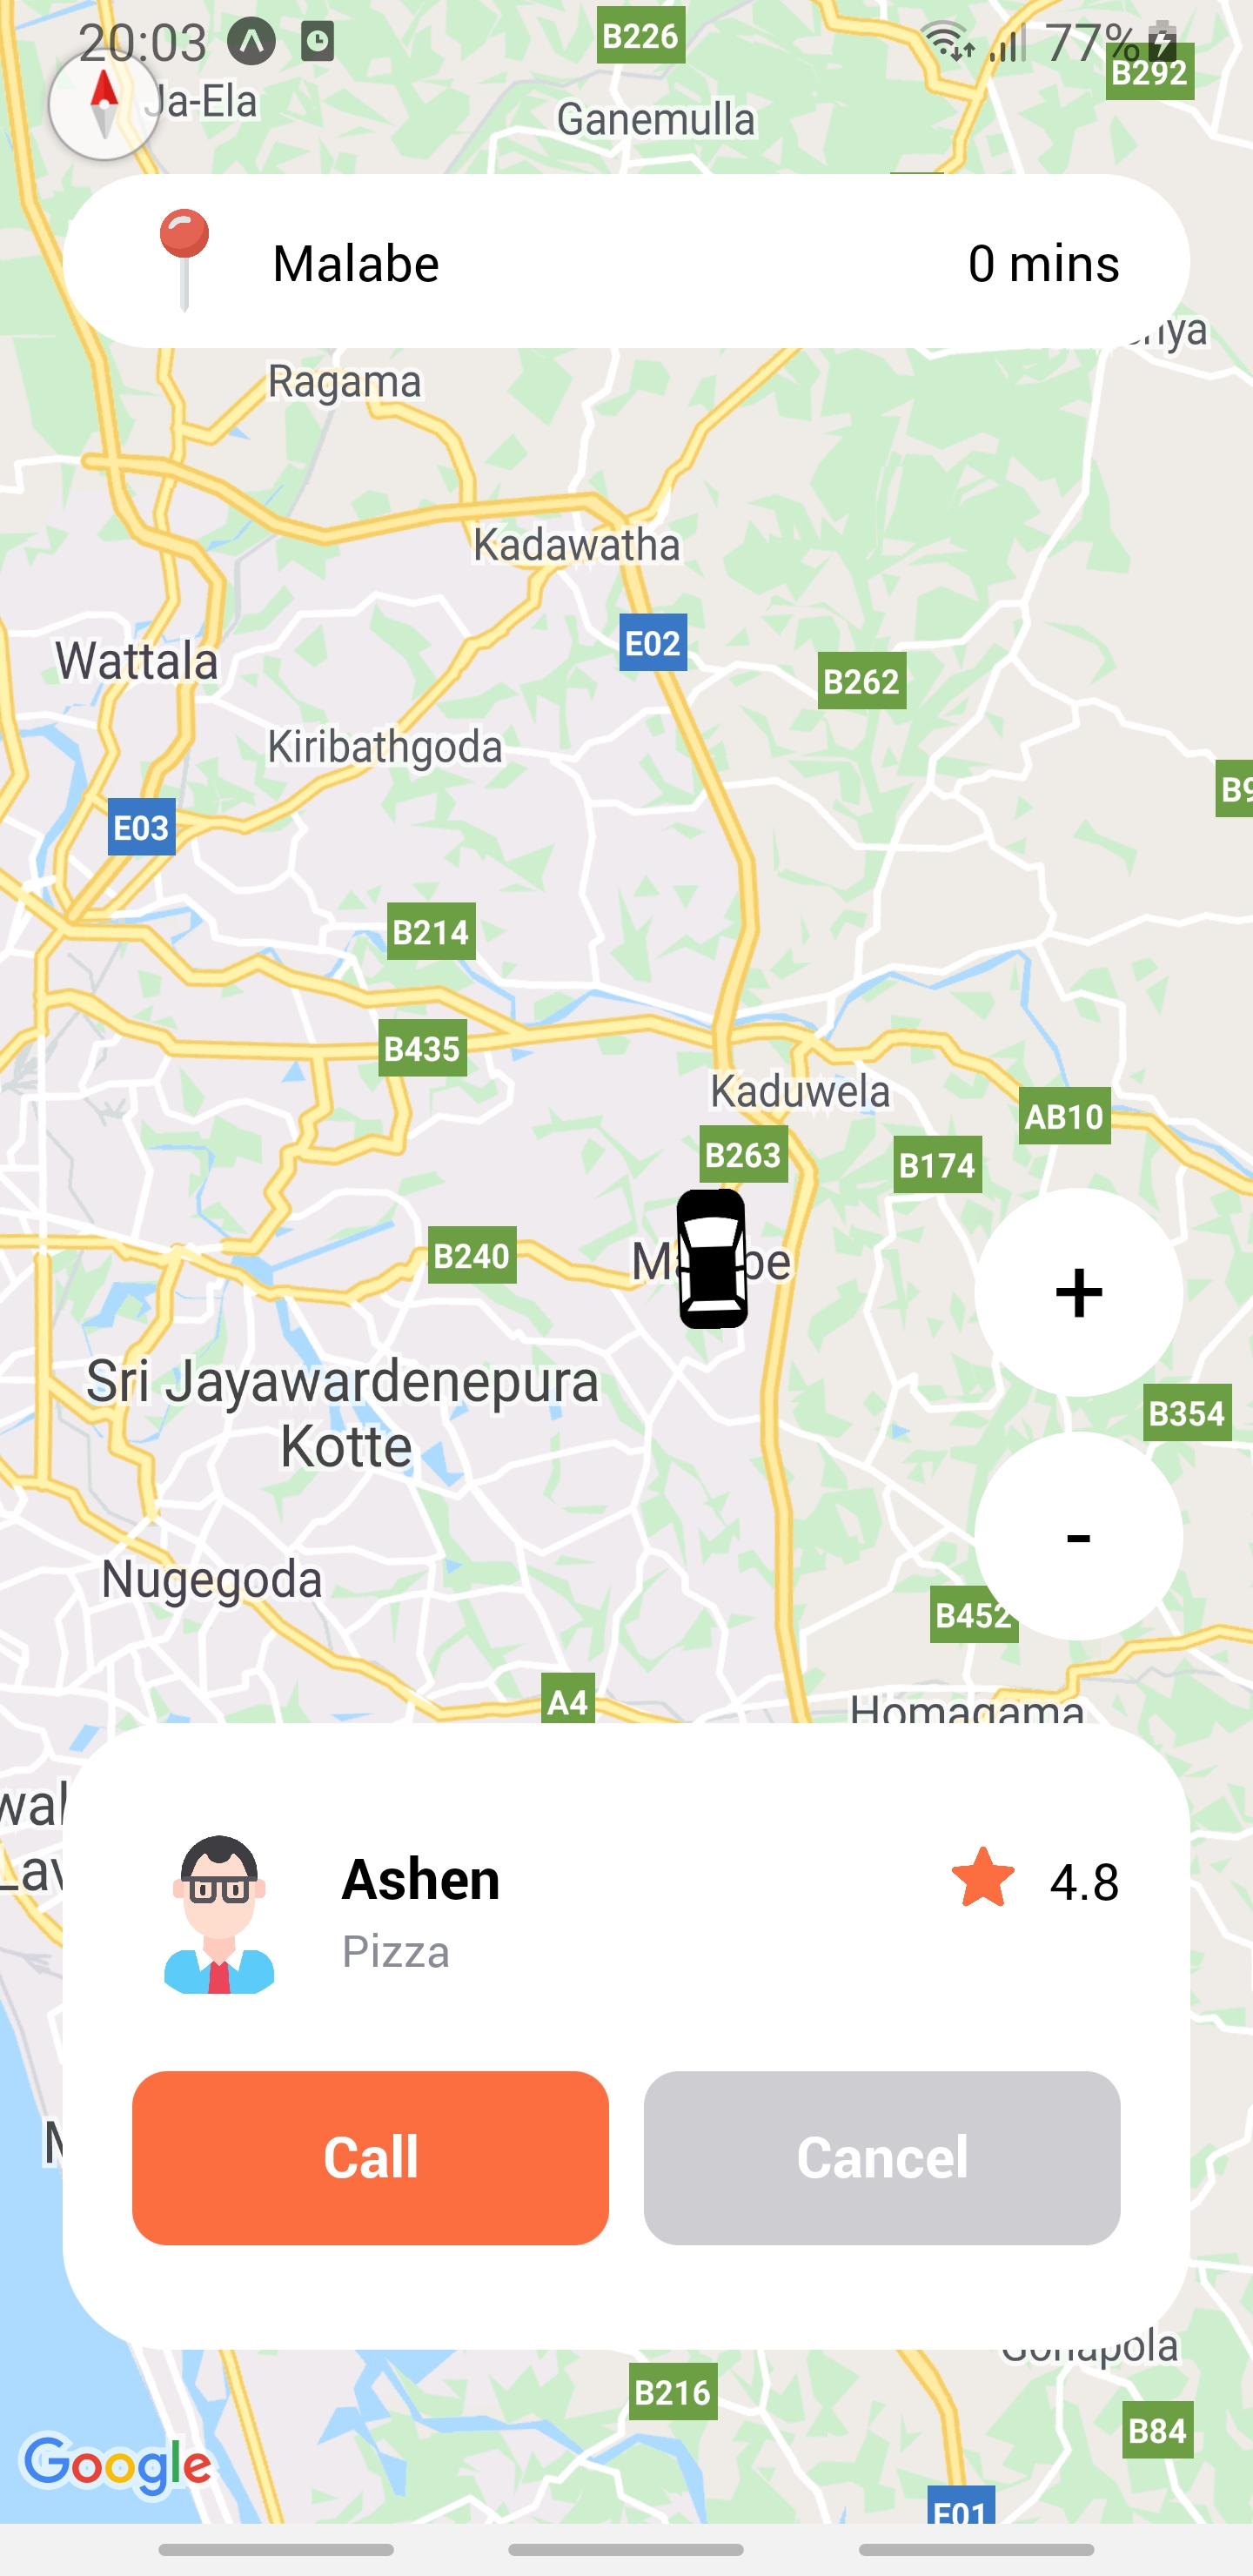 20:03
77%
B226
B292
Ja-Ela
Ganemulla
Malabe
0 mins
Ragama
Kadawatha
E02
Wattala
B262
Kiribathgoda
E03
B214
B435
Kaduwela
AB10
B263
B174
B240
Sri Jayawardenepura
Kotte
B354
Nugegoda
B452
A4
Homagama
Ashen
4.8
Pizza
Call
Cancel
B216
B84
Google
E01